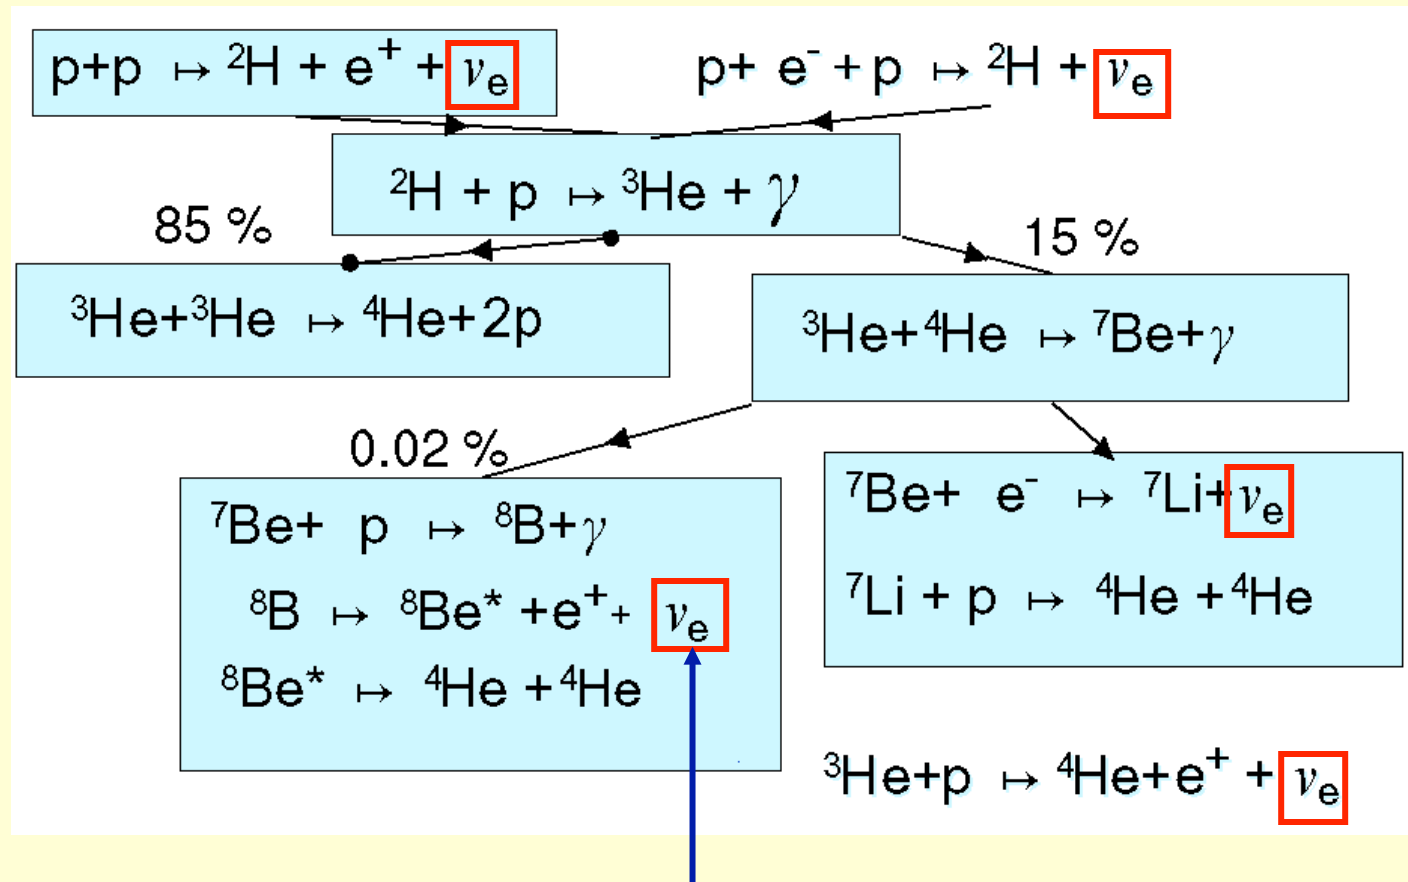 p+p ↦ ²H + e⁺ + νₑ
p+ e⁻ + p ↦ ²H + νₑ
²H + p ↦ ³He + γ
85 %
15 %
³He+³He ↦ ⁴He+2p
³He+⁴He ↦ ⁷Be+γ
0.02 %
⁷Be+ p ↦ ⁸B+γ
⁸B ↦ ⁸Be* +e⁺+ νₑ
⁸Be* ↦ ⁴He +⁴He
⁷Be+ e⁻ ↦ ⁷Li+νₑ
⁷Li + p ↦ ⁴He +⁴He
³He+p ↦ ⁴He+e⁺ + νₑ